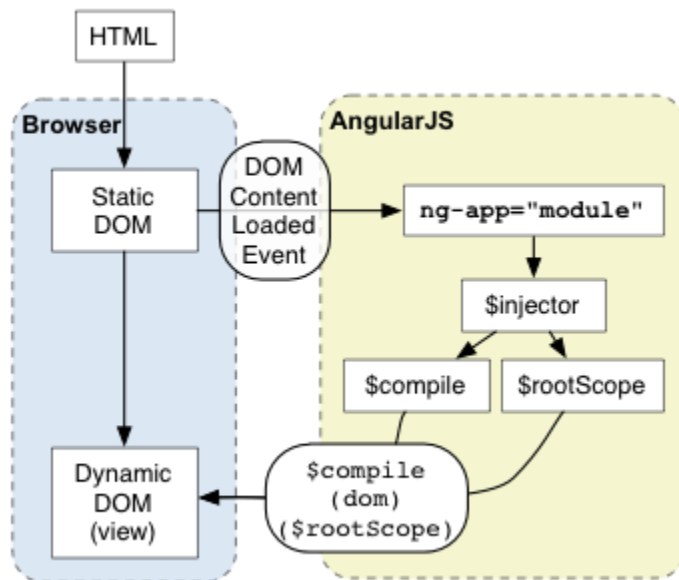 HTML
Browser
AngularJS
Static
DOM
DOM
Content
Loaded
Event
ng-app="module"
$injector
$compile
$rootScope
Dynamic
DOM
(view)
$compile
(dom)
($rootScope)